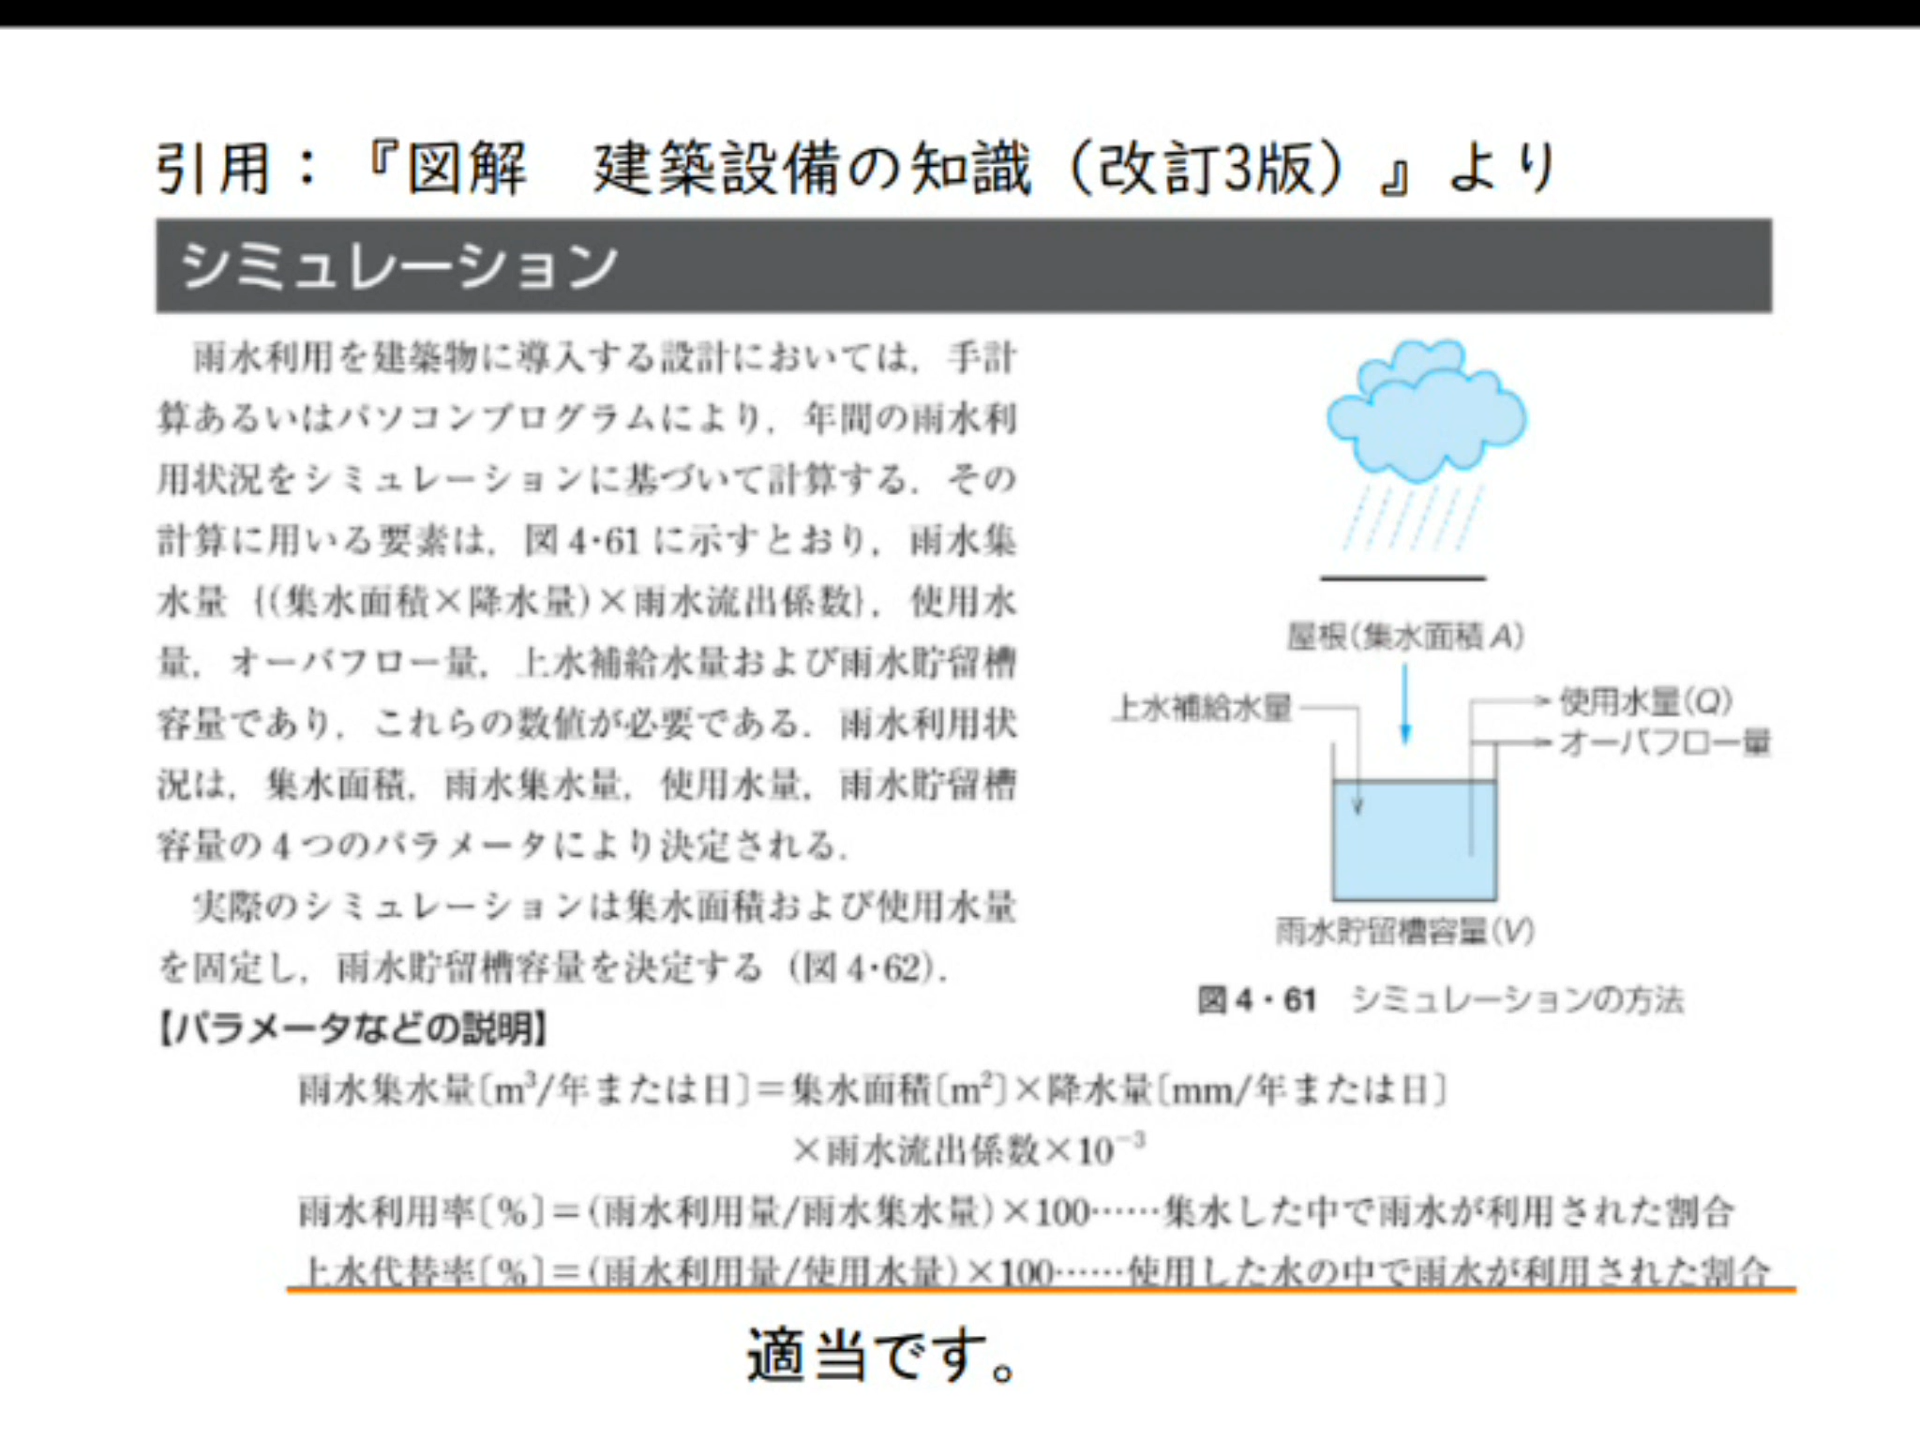 引用：『図解　建築設備の知識（改訂3版）』より
シミュレーション
雨水利用を建築物に導入する設計においては，手計
算あるいはパソコンプログラムにより，年間の雨水利
用状況をシミュレーションに基づいて計算する．その
計算に用いる要素は，図4･61に示すとおり，雨水集
水量｛(集水面積×降水量)×雨水流出係数｝，使用水
量，オーバフロー量，上水補給水量および雨水貯留槽
容量であり，これらの数値が必要である．雨水利用状
況は，集水面積，雨水集水量，使用水量，雨水貯留槽
容量の4つのパラメータにより決定される．
実際のシミュレーションは集水面積および使用水量
を固定し，雨水貯留槽容量を決定する（図4･62）．
屋根(集水面積A)
上水補給水量
使用水量(Q)
オーバフロー量
雨水貯留槽容量(V)
図4・61　シミュレーションの方法
【パラメータなどの説明】
雨水集水量〔m³/年または日〕＝集水面積〔m²〕×降水量〔mm/年または日〕
×雨水流出係数×10⁻³
雨水利用率〔%〕＝(雨水利用量/雨水集水量)×100……集水した中で雨水が利用された割合
上水代替率〔%〕＝(雨水利用量/使用水量)×100……使用した水の中で雨水が利用された割合
適当です。